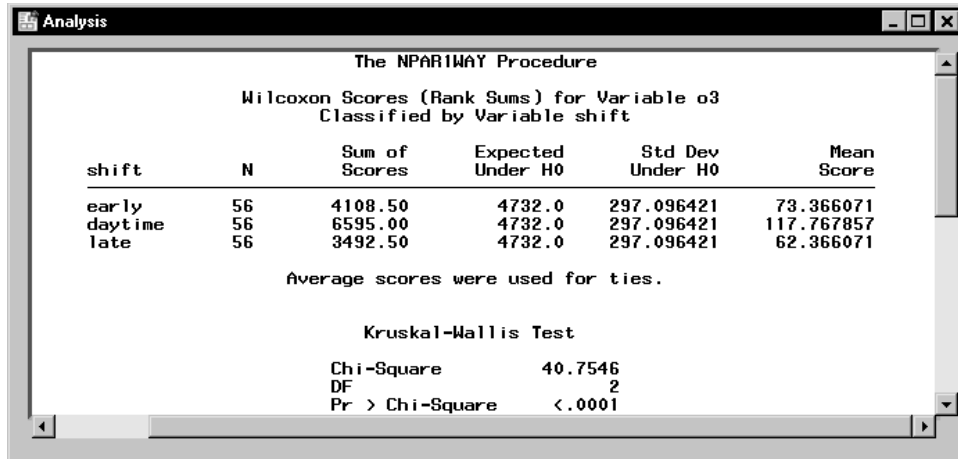 Analysis
The NPAR1WAY Procedure
Wilcoxon Scores (Rank Sums) for Variable o3
Classified by Variable shift
Sum of Expected Std Dev Mean
shift N Scores Under H0 Under H0 Score
early 56 4108.50 4732.0 297.096421 73.366071
daytime 56 6595.00 4732.0 297.096421 117.767857
late 56 3492.50 4732.0 297.096421 62.366071
Average scores were used for ties.
Kruskal-Wallis Test
Chi-Square 40.7546
DF 2
Pr > Chi-Square <.0001